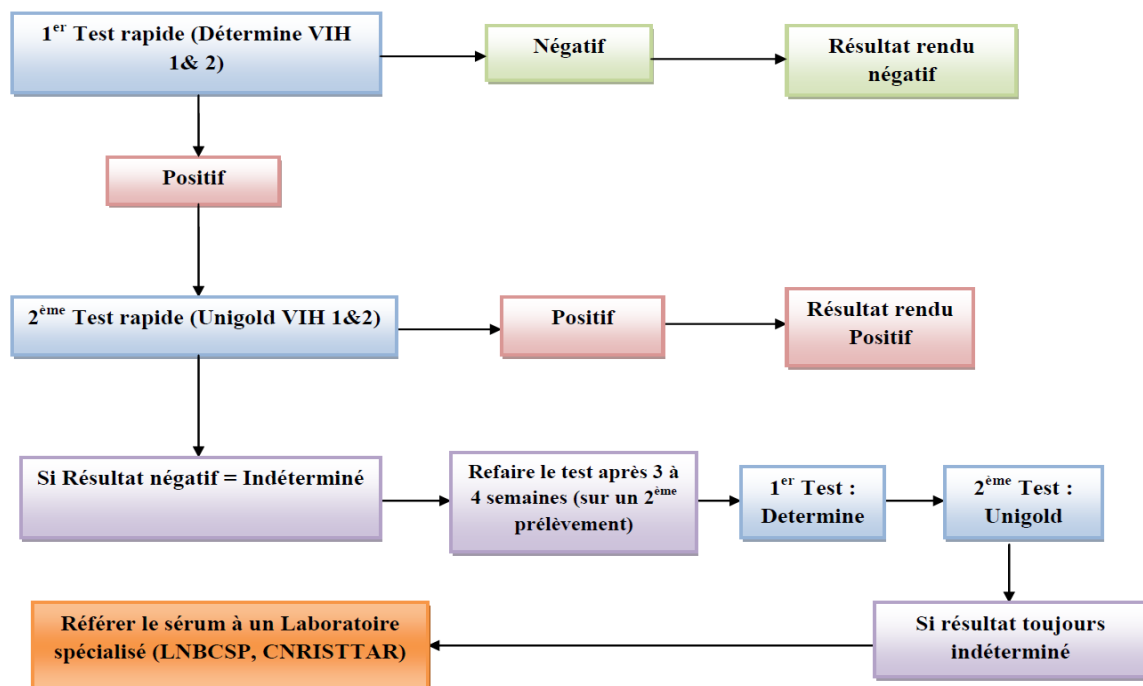 1er Test rapide (Détermine VIH
1& 2)
Négatif
Résultat rendu
négatif
Positif
2ème Test rapide (Unigold VIH 1&2)
Positif
Résultat rendu
Positif
Si Résultat négatif = Indéterminé
Refaire le test après 3 à
4 semaines (sur un 2ème
prélèvement)
1er Test :
Determine
2ème Test :
Unigold
Si résultat toujours
indéterminé
Référer le sérum à un Laboratoire
spécialisé (LNBCSP, CNRISTTAR)